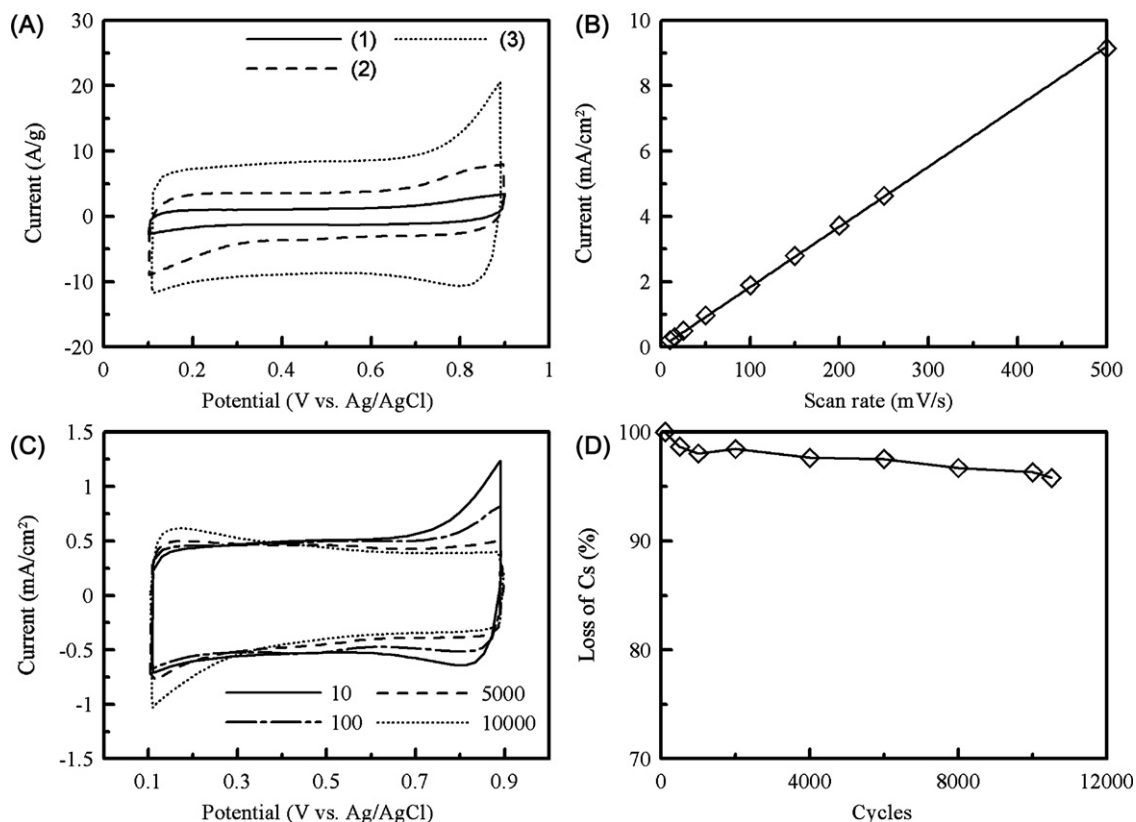 (A)
30
20
10
0
-10
-20
Current (A/g)
(1) (3)
(2)
0 0.2 0.4 0.6 0.8 1
Potential (V vs. Ag/AgCl)
(B)
10
8
6
4
2
0
Current (mA/cm²)
100 200 300 400 500
Scan rate (mV/s)
(C)
1.5
1
0.5
0
-0.5
-1
-1.5
Current (mA/cm²)
10 5000
100 10000
0.1 0.3 0.5 0.7 0.9
Potential (V vs. Ag/AgCl)
(D)
100
90
80
70
Loss of Cs (%)
0 4000 8000 12000
Cycles